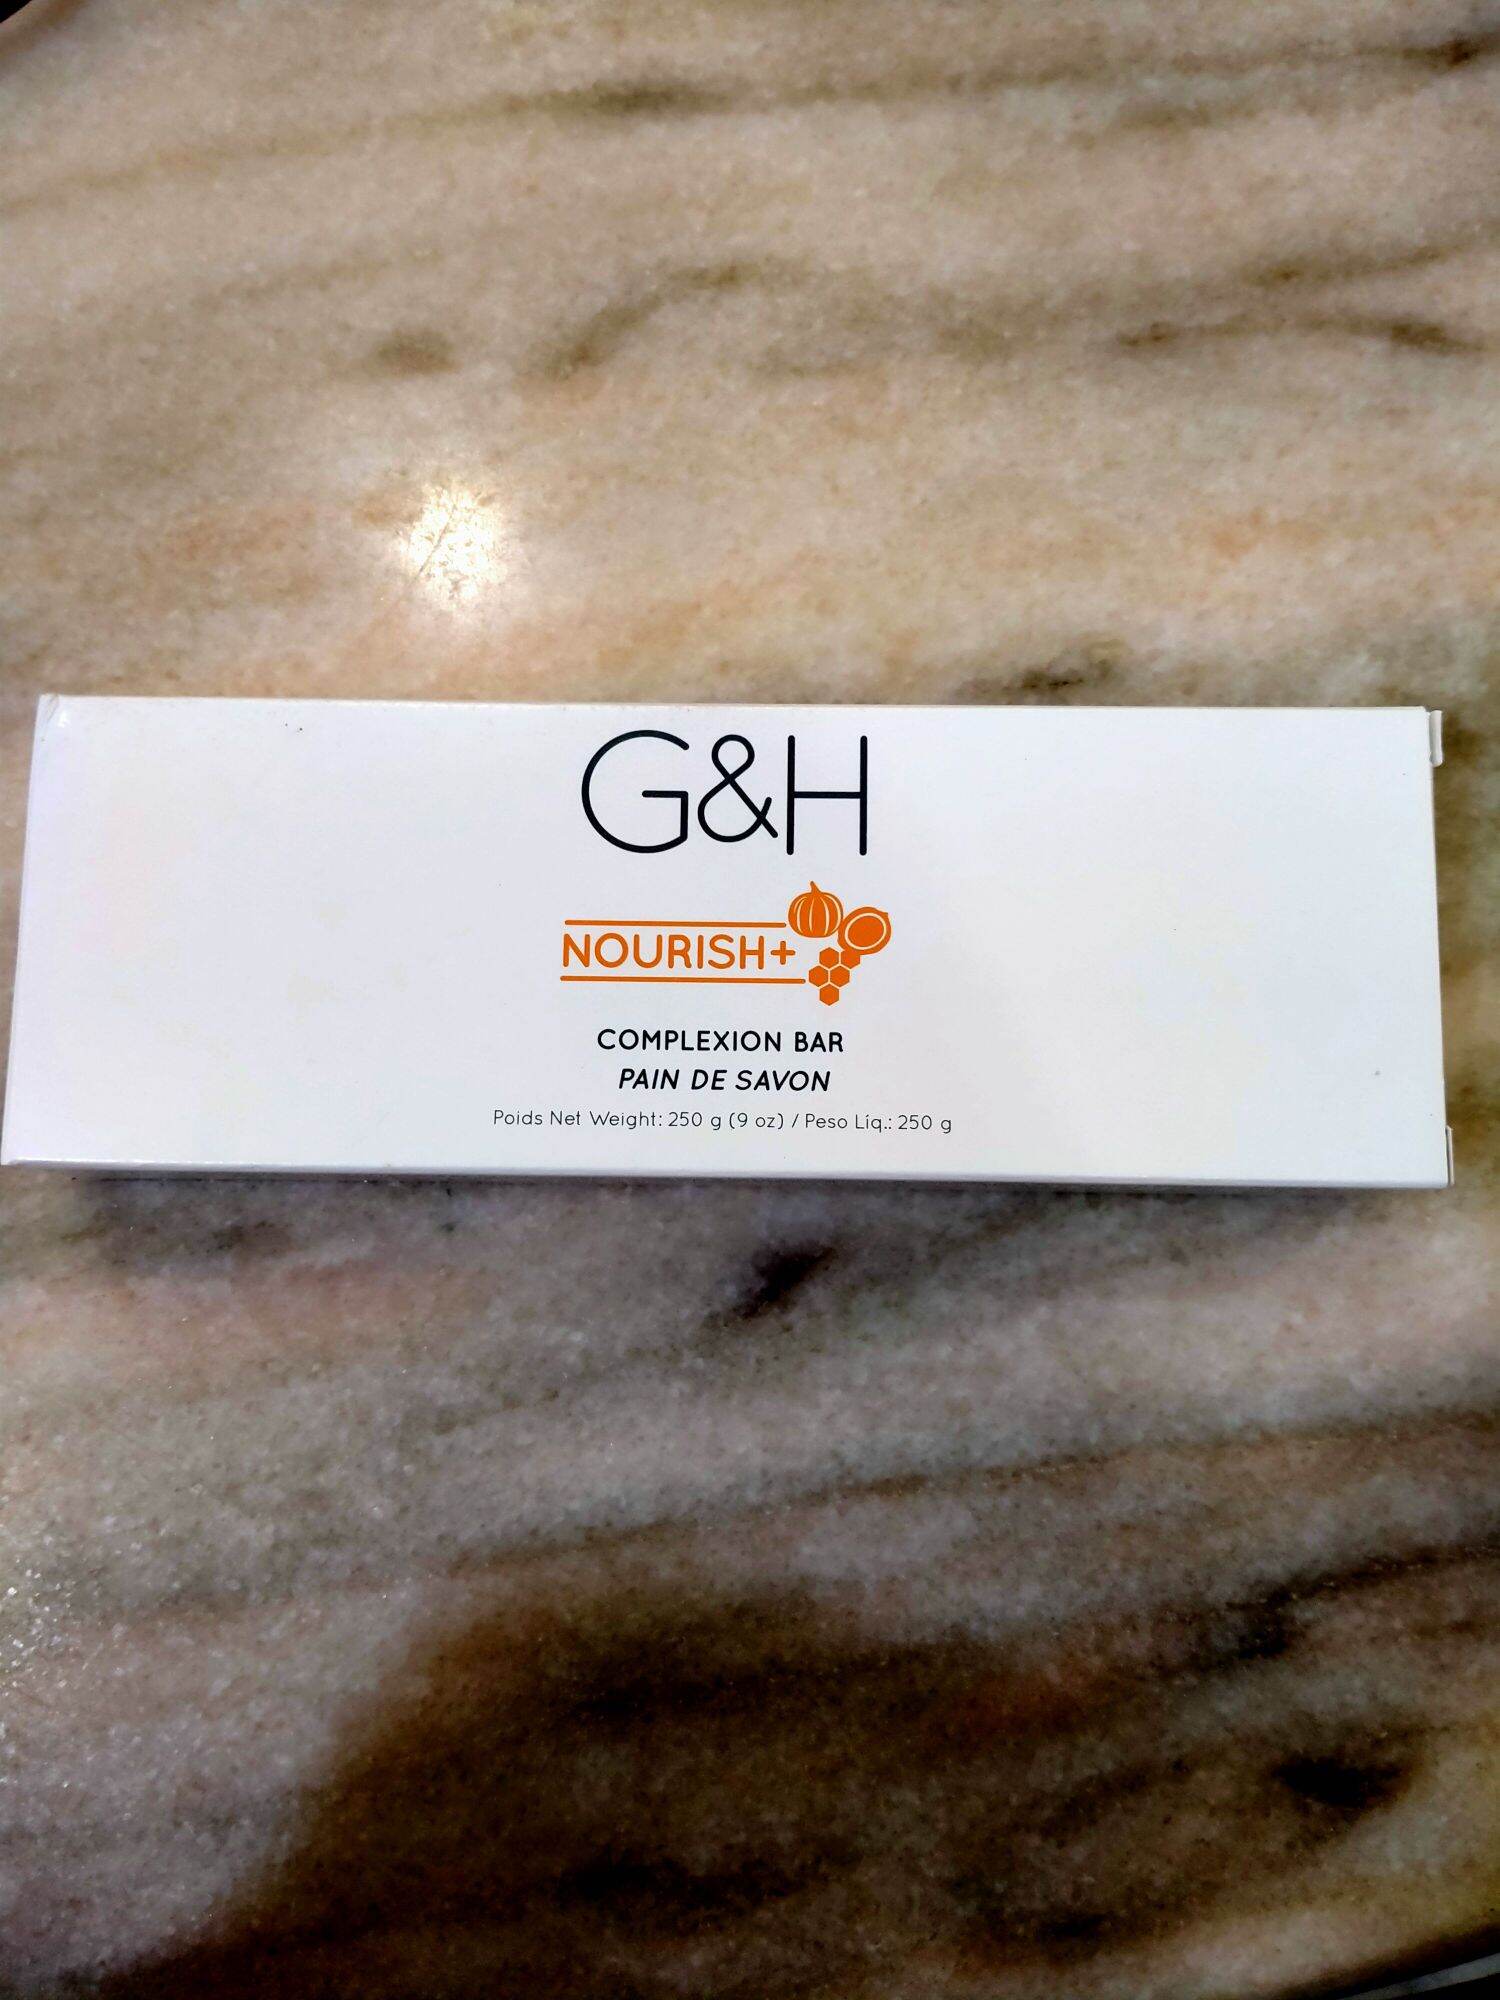 G&H
NOURISH+
COMPLEXION BAR
PAIN DE SAVON
Poids Net Weight: 250 g (9 oz) / Peso Líq.: 250 g